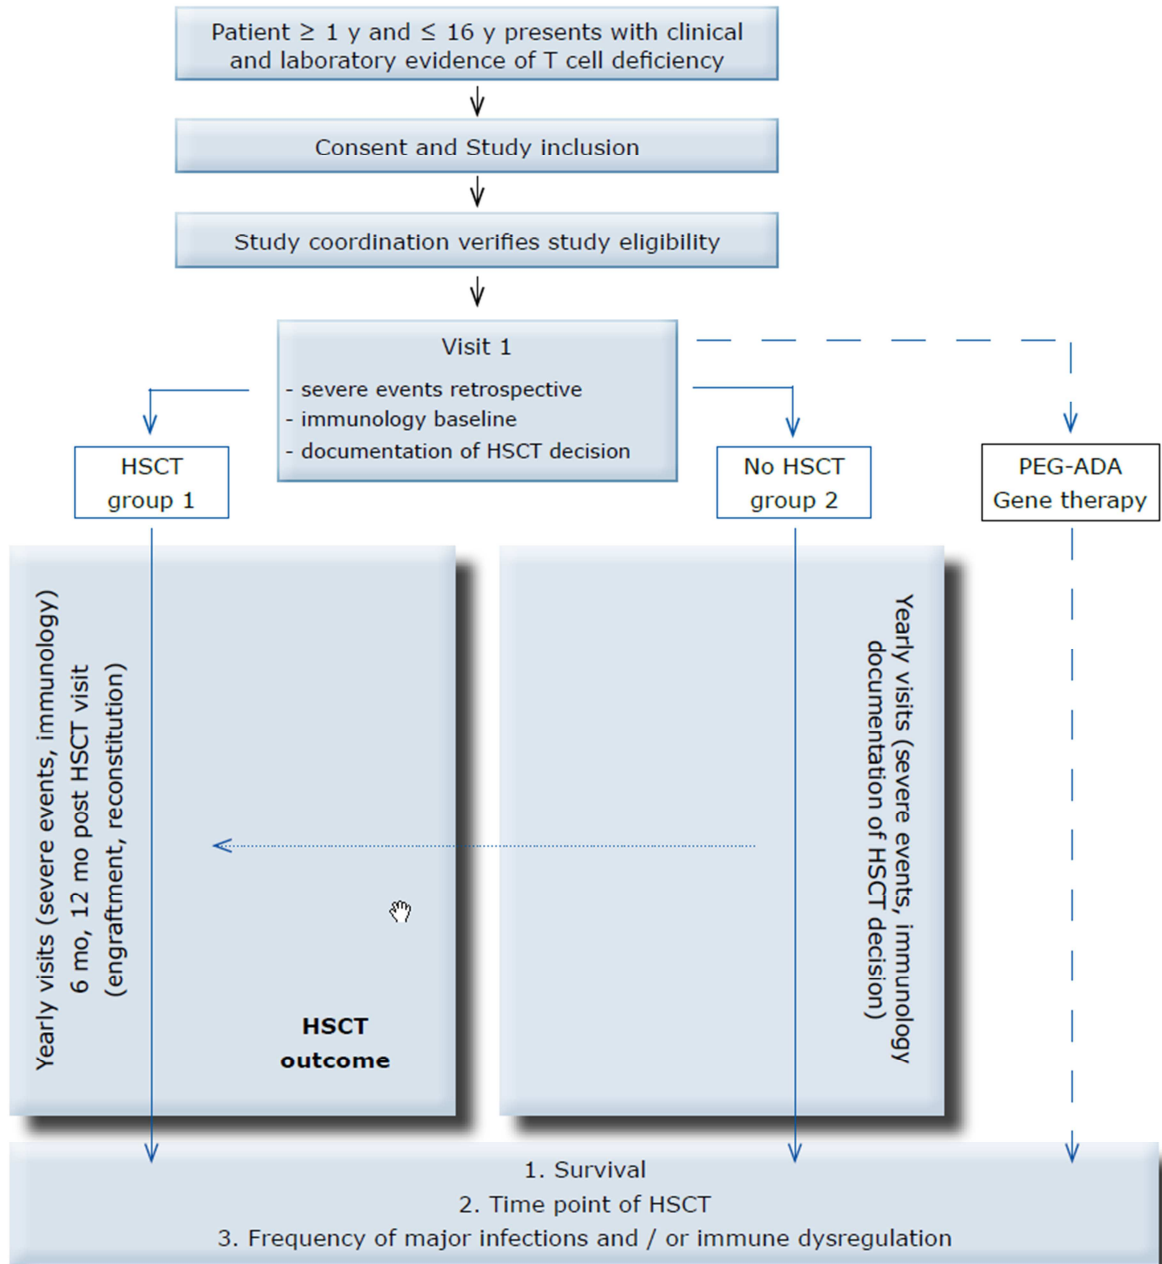 Patient ≥ 1 y and ≤ 16 y presents with clinical
and laboratory evidence of T cell deficiency
Consent and Study inclusion
Study coordination verifies study eligibility
Visit 1
- severe events retrospective
- immunology baseline
- documentation of HSCT decision
HSCT
group 1
No HSCT
group 2
PEG-ADA
Gene therapy
Yearly visits (severe events, immunology)
6 mo, 12 mo post HSCT visit
(engraftment, reconstitution)
HSCT
outcome
Yearly visits (severe events, immunology
documentation of HSCT decision)
1. Survival
2. Time point of HSCT
3. Frequency of major infections and / or immune dysregulation